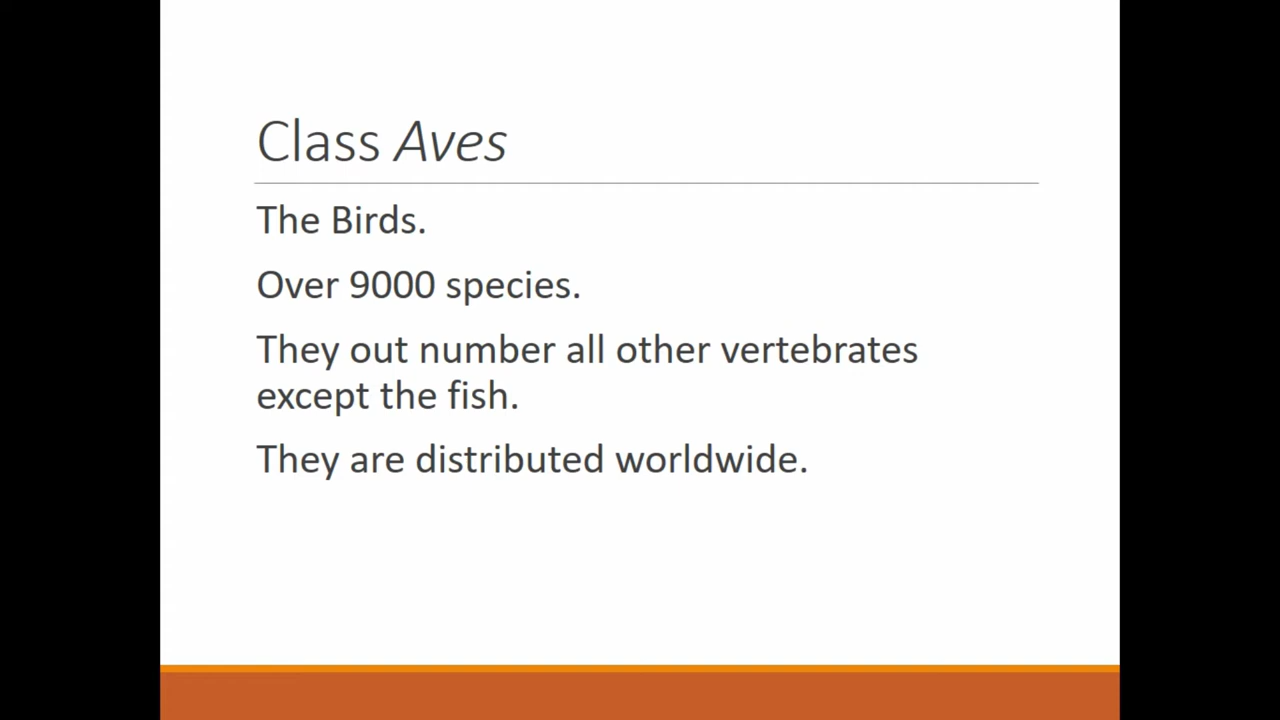 Class Aves
The Birds.
Over 9000 species.
They out number all other vertebrates
except the fish.
They are distributed worldwide.